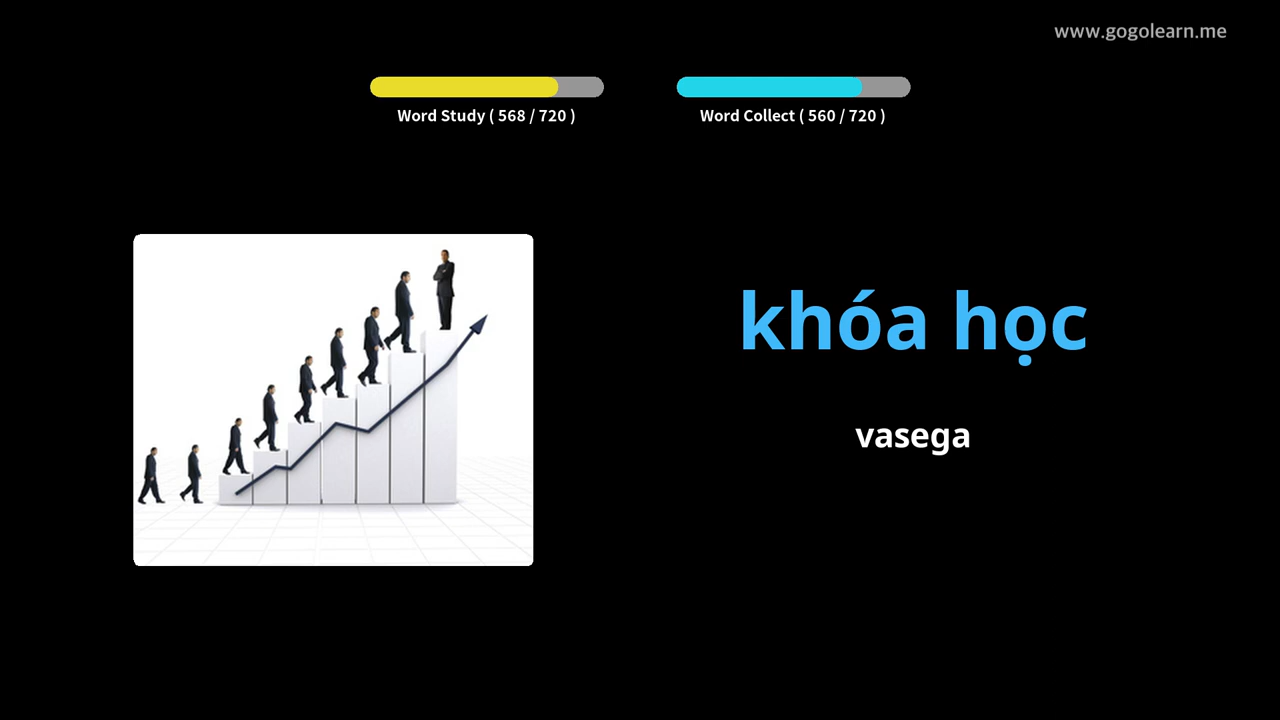 www.gogolearn.me
Word Study ( 568 / 720 )
Word Collect ( 560 / 720 )
khóa học
vasega